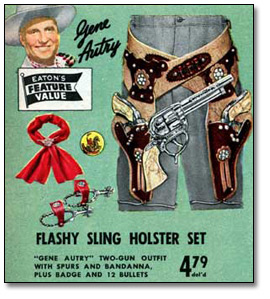 Gene
Autry
EATON'S
FEATURE
VALUE
FLASHY SLING HOLSTER SET
"GENE AUTRY" TWO-GUN OUTFIT
WITH SPURS AND BANDANNA,
PLUS BADGE AND 12 BULLETS
4.79
del'd